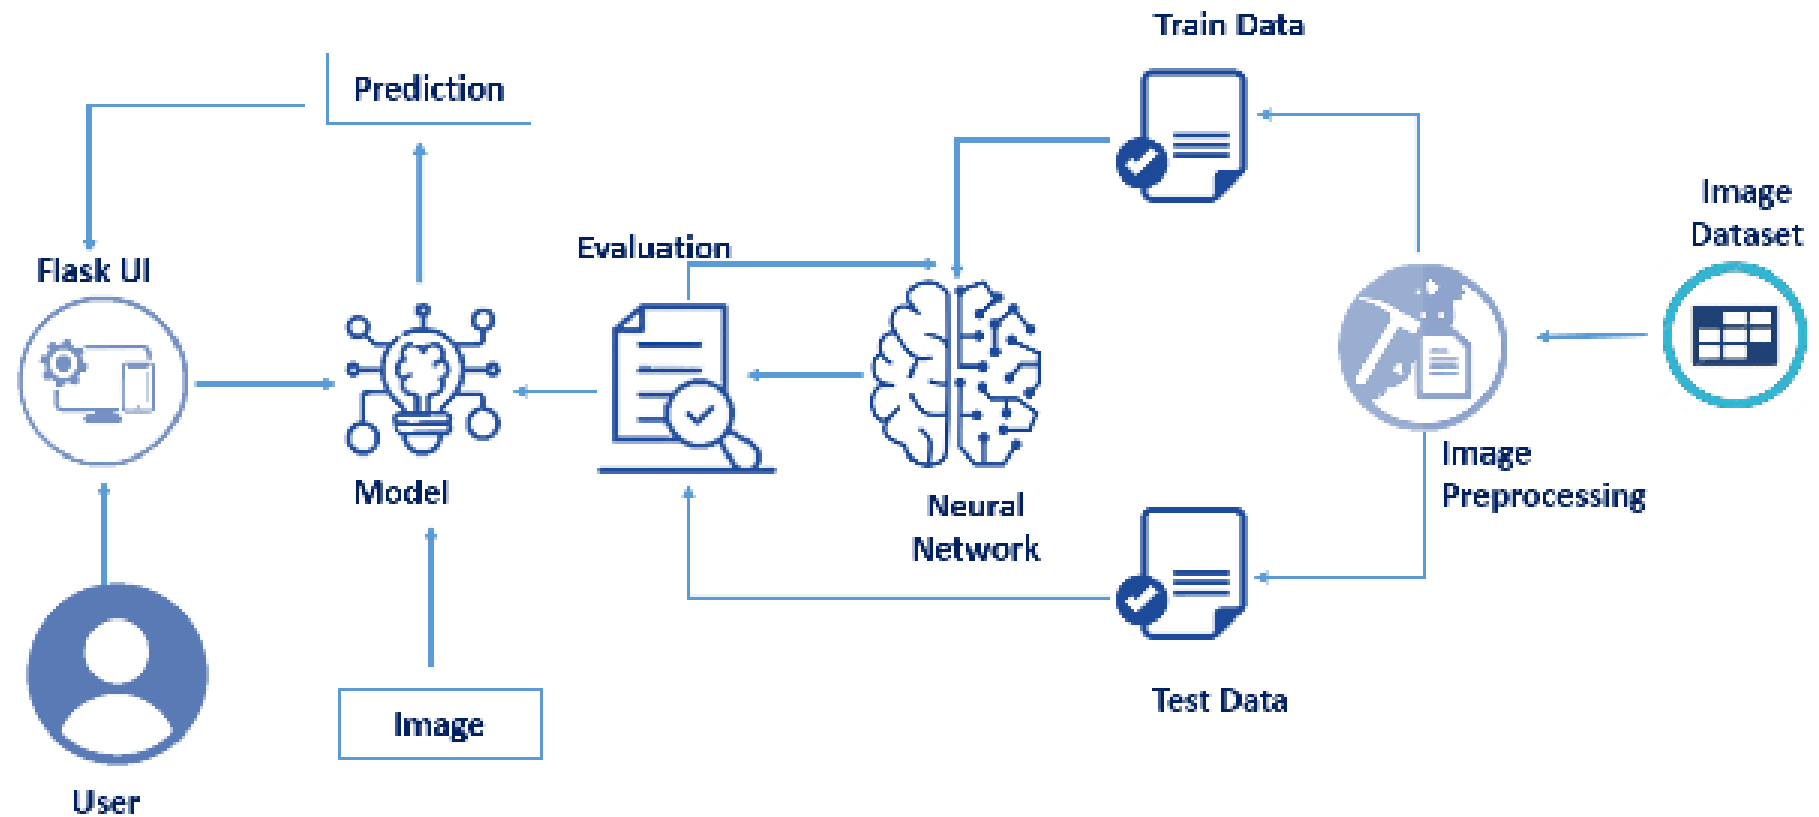 Train Data
Prediction
Image
Dataset
Evaluation
Flask UI
Image
Preprocessing
Model
Neural
Network
Test Data
Image
User